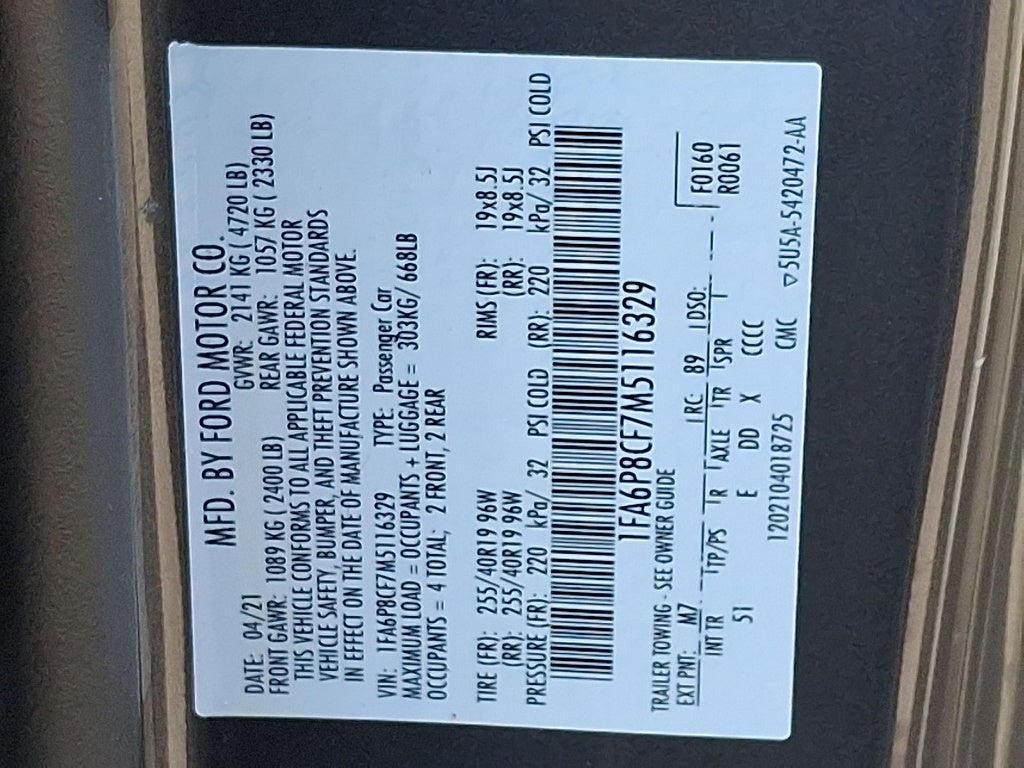 MFD. BY FORD MOTOR CO.
DATE: 04/21 GVWR: 2141 KG ( 4720 LB)
FRONT GAWR: 1089 KG ( 2400 LB) REAR GAWR: 1057 KG ( 2330 LB)
THIS VEHICLE CONFORMS TO ALL APPLICABLE FEDERAL MOTOR
VEHICLE SAFETY, BUMPER, AND THEFT PREVENTION STANDARDS
IN EFFECT ON THE DATE OF MANUFACTURE SHOWN ABOVE.
VIN: 1FA6P8CF7M5116329 TYPE: Passenger Car
MAXIMUM LOAD = OCCUPANTS + LUGGAGE = 303KG/ 668LB
OCCUPANTS = 4 TOTAL; 2 FRONT, 2 REAR
TIRE (FR): 255/40R19 96W RIMS (FR): 19x8.5J
(RR): 255/40R19 96W (RR): 19x8.5J
PRESSURE (FR): 220 kPa/ 32 PSI COLD (RR): 220 kPa/ 32 PSI COLD
1FA6P8CF7M5116329
TRAILER TOWING - SEE OWNER GUIDE
EXT PNT: M7 RC: 89 DSO: F0160
INT TR TP/PS R AXLE TR SPR R0061
51 E DD X CCCC
1202104018725 CMC ▽5U5A-5420472-AA